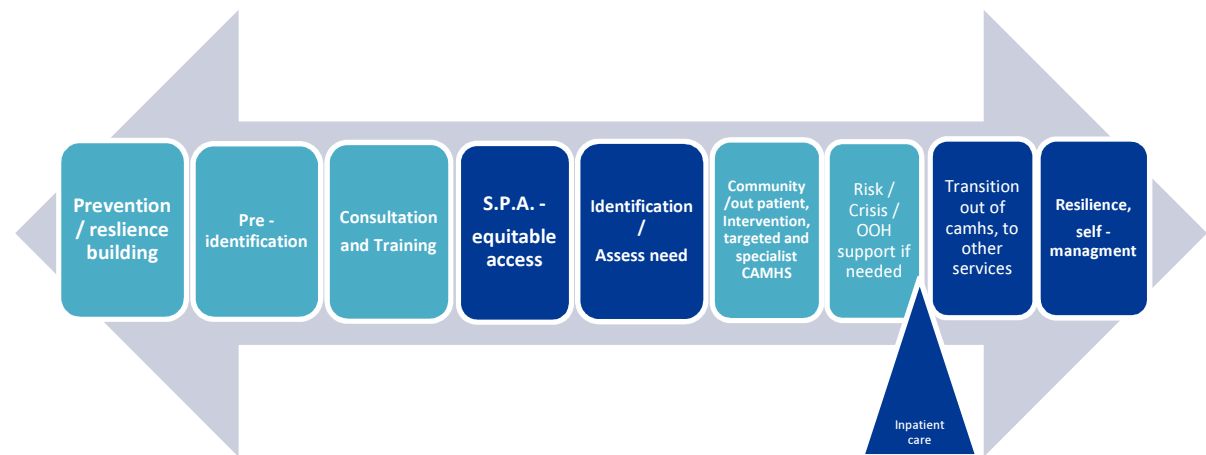 Prevention
/ reslience
building
Pre -
identification
Consultation
and Training
S.P.A. -
equitable
access
Identification
/
Assess need
Community
/out patient,
Intervention,
targeted and
specialist
CAMHS
Risk /
Crisis /
OOH
support if
needed
Transition
out of
camhs, to
other
services
Resilience,
self -
managment
Inpatient
care